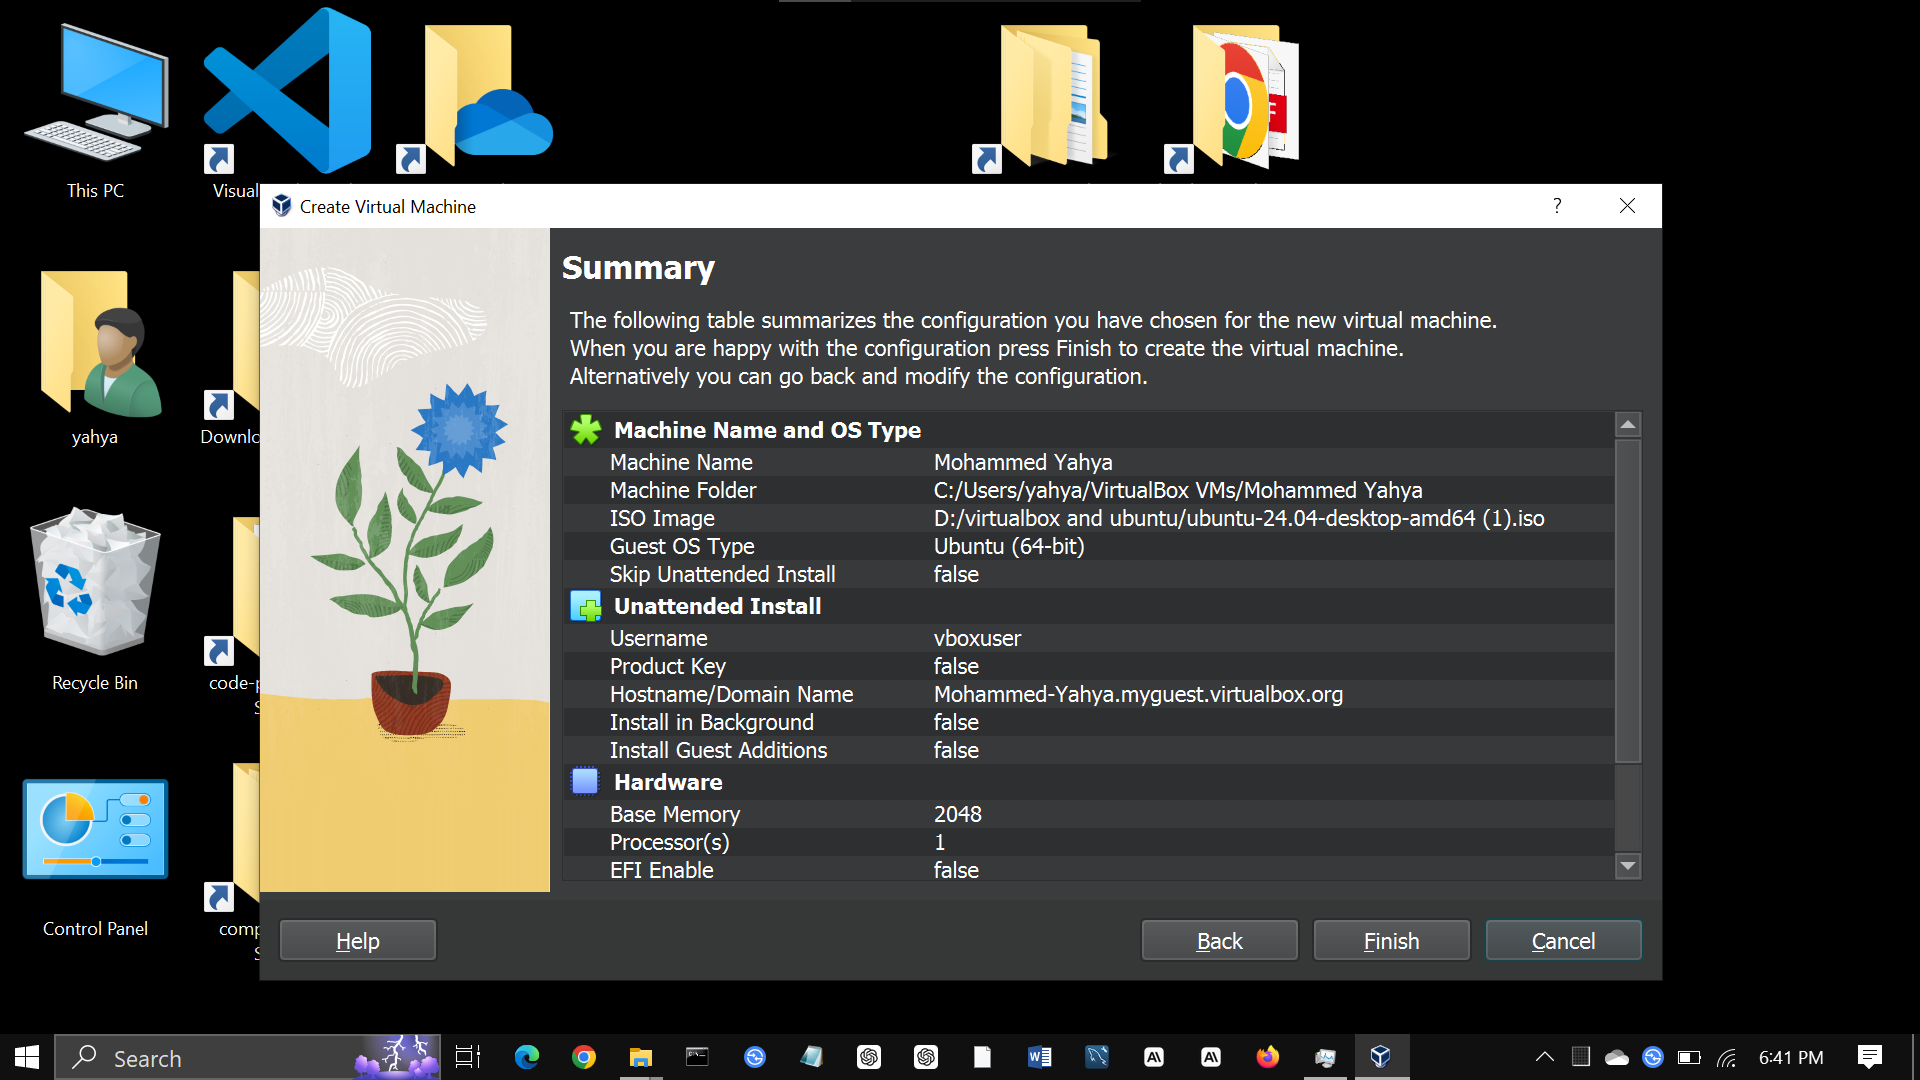 This PC
Visual
Create Virtual Machine
?
Summary
The following table summarizes the configuration you have chosen for the new virtual machine.
When you are happy with the configuration press Finish to create the virtual machine.
Alternatively you can go back and modify the configuration.
Machine Name and OS Type
Machine Name Mohammed Yahya
Machine Folder C:/Users/yahya/VirtualBox VMs/Mohammed Yahya
ISO Image D:/virtualbox and ubuntu/ubuntu-24.04-desktop-amd64 (1).iso
Guest OS Type Ubuntu (64-bit)
Skip Unattended Install false
Unattended Install
Username vboxuser
Product Key false
Hostname/Domain Name Mohammed-Yahya.myguest.virtualbox.org
Install in Background false
Install Guest Additions false
Hardware
Base Memory 2048
Processor(s) 1
EFI Enable false
Help Back Finish Cancel
yahya
Downlo
Recycle Bin
code-p
Control Panel
comp
Search
6:41 PM